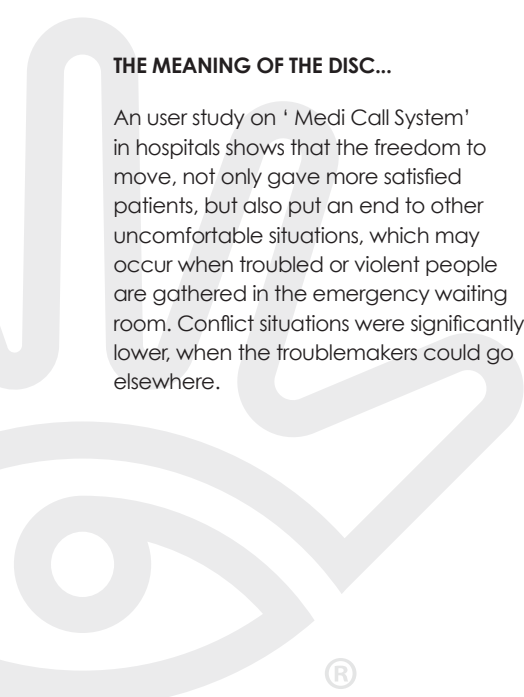 THE MEANING OF THE DISC...
An user study on ‘ Medi Call System’
in hospitals shows that the freedom to
move, not only gave more satisfied
patients, but also put an end to other
uncomfortable situations, which may
occur when troubled or violent people
are gathered in the emergency waiting
room. Conflict situations were significantly
lower, when the troublemakers could go
elsewhere.
®